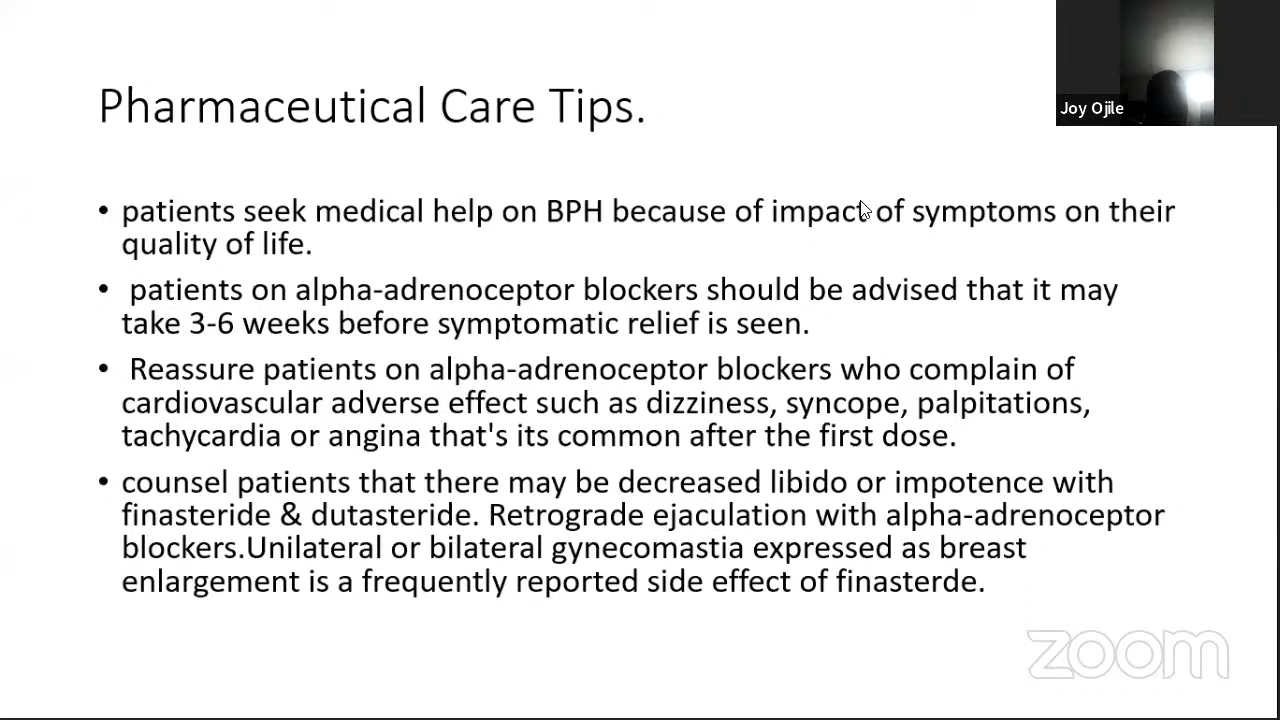 Joy Ojile
Pharmaceutical Care Tips.
• patients seek medical help on BPH because of impact of symptoms on their
quality of life.
• patients on alpha-adrenoceptor blockers should be advised that it may
take 3-6 weeks before symptomatic relief is seen.
• Reassure patients on alpha-adrenoceptor blockers who complain of
cardiovascular adverse effect such as dizziness, syncope, palpitations,
tachycardia or angina that's its common after the first dose.
• counsel patients that there may be decreased libido or impotence with
finasteride & dutasteride. Retrograde ejaculation with alpha-adrenoceptor
blockers.Unilateral or bilateral gynecomastia expressed as breast
enlargement is a frequently reported side effect of finasterde.
zoom